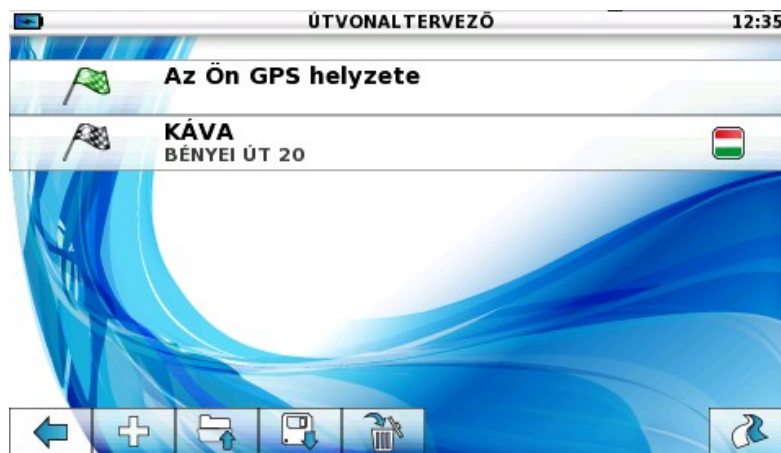 ÚTVONALTERVEZŐ 12:35
Az Ön GPS helyzete
KÁVA
BÉNYEI ÚT 20